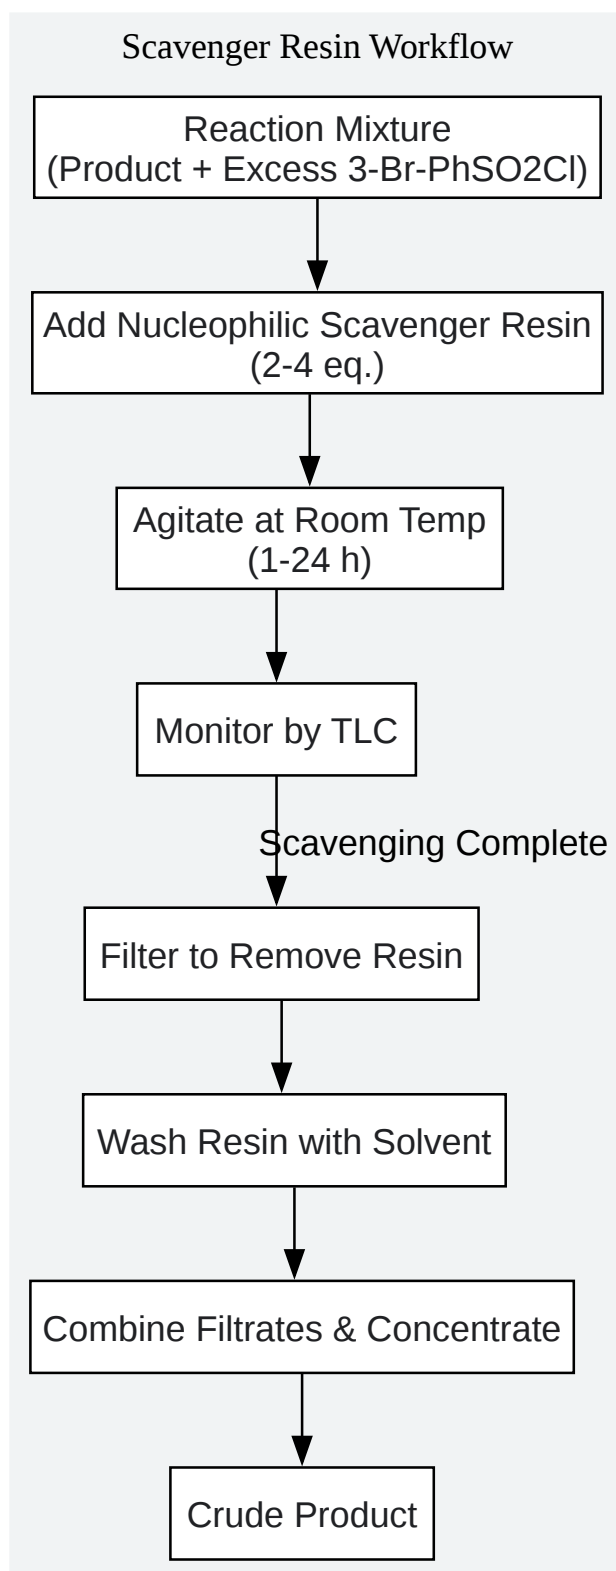 Scavenger Resin Workflow
Reaction Mixture
(Product + Excess 3-Br-PhSO2Cl)
Add Nucleophilic Scavenger Resin
(2-4 eq.)
Agitate at Room Temp
(1-24 h)
Monitor by TLC
Scavenging Complete
Filter to Remove Resin
Wash Resin with Solvent
Combine Filtrates & Concentrate
Crude Product